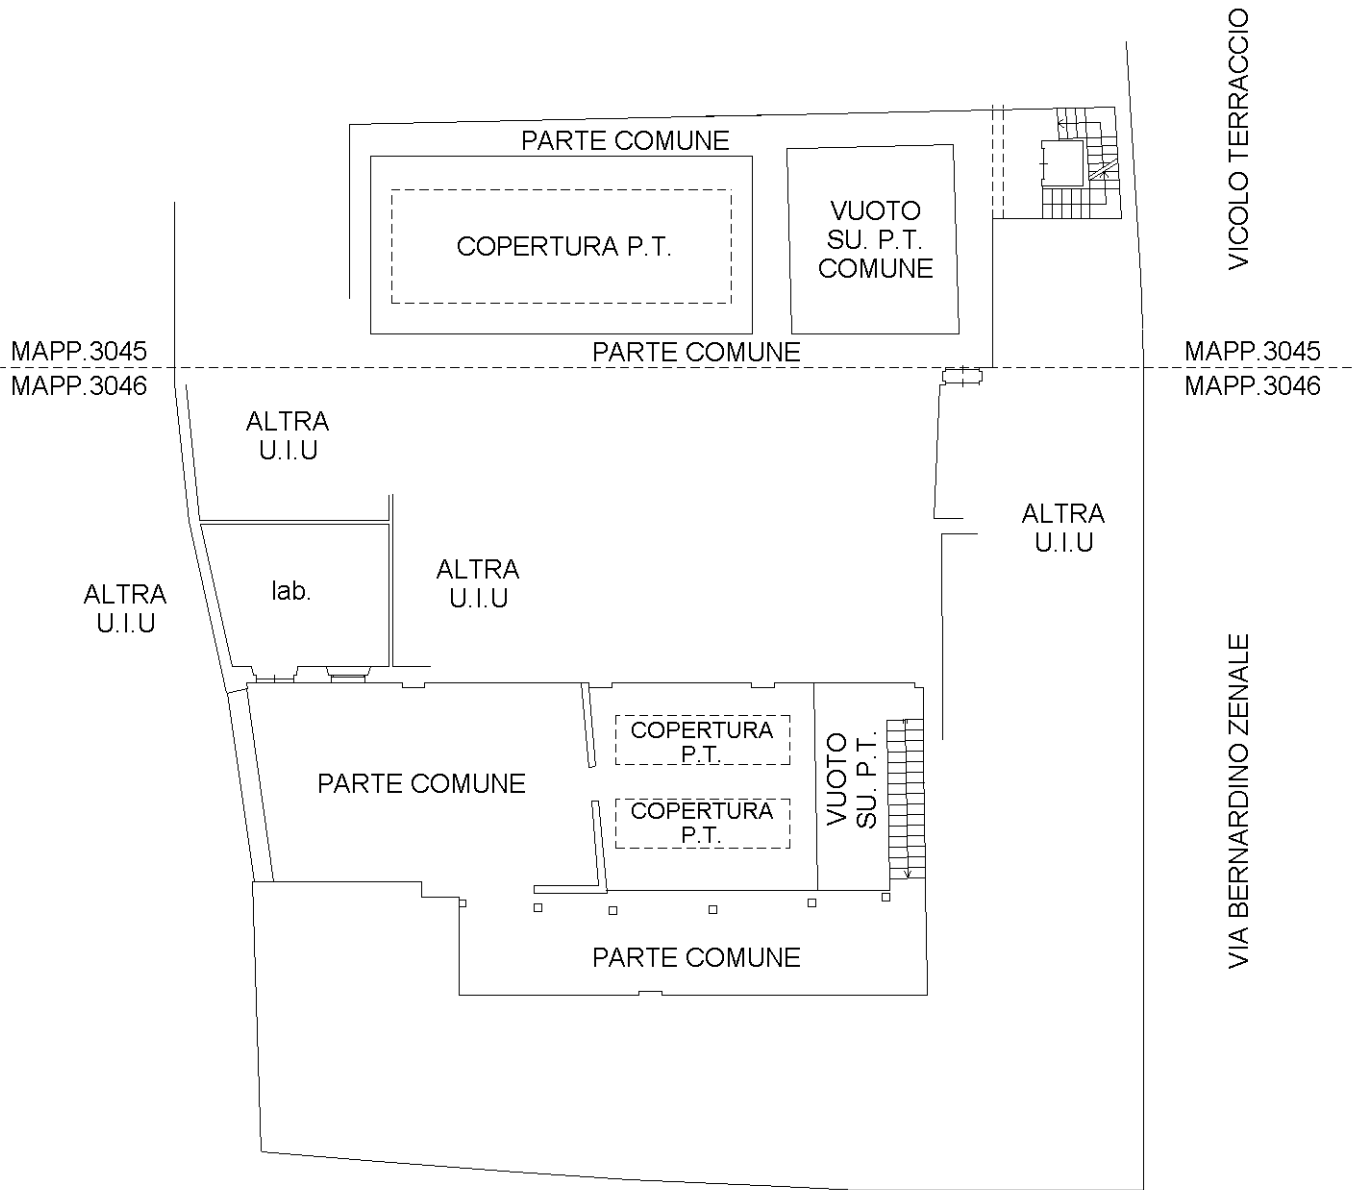 VICOLO TERRACCIO
PARTE COMUNE
COPERTURA P.T.
VUOTO
SU. P.T.
COMUNE
PARTE COMUNE
MAPP.3045
MAPP.3046
MAPP.3045
MAPP.3046
ALTRA
U.I.U
ALTRA
U.I.U
ALTRA
U.I.U
lab.
ALTRA
U.I.U
VIA BERNARDINO ZENALE
PARTE COMUNE
COPERTURA
P.T.
COPERTURA
P.T.
VUOTO
SU. P.T.
PARTE COMUNE